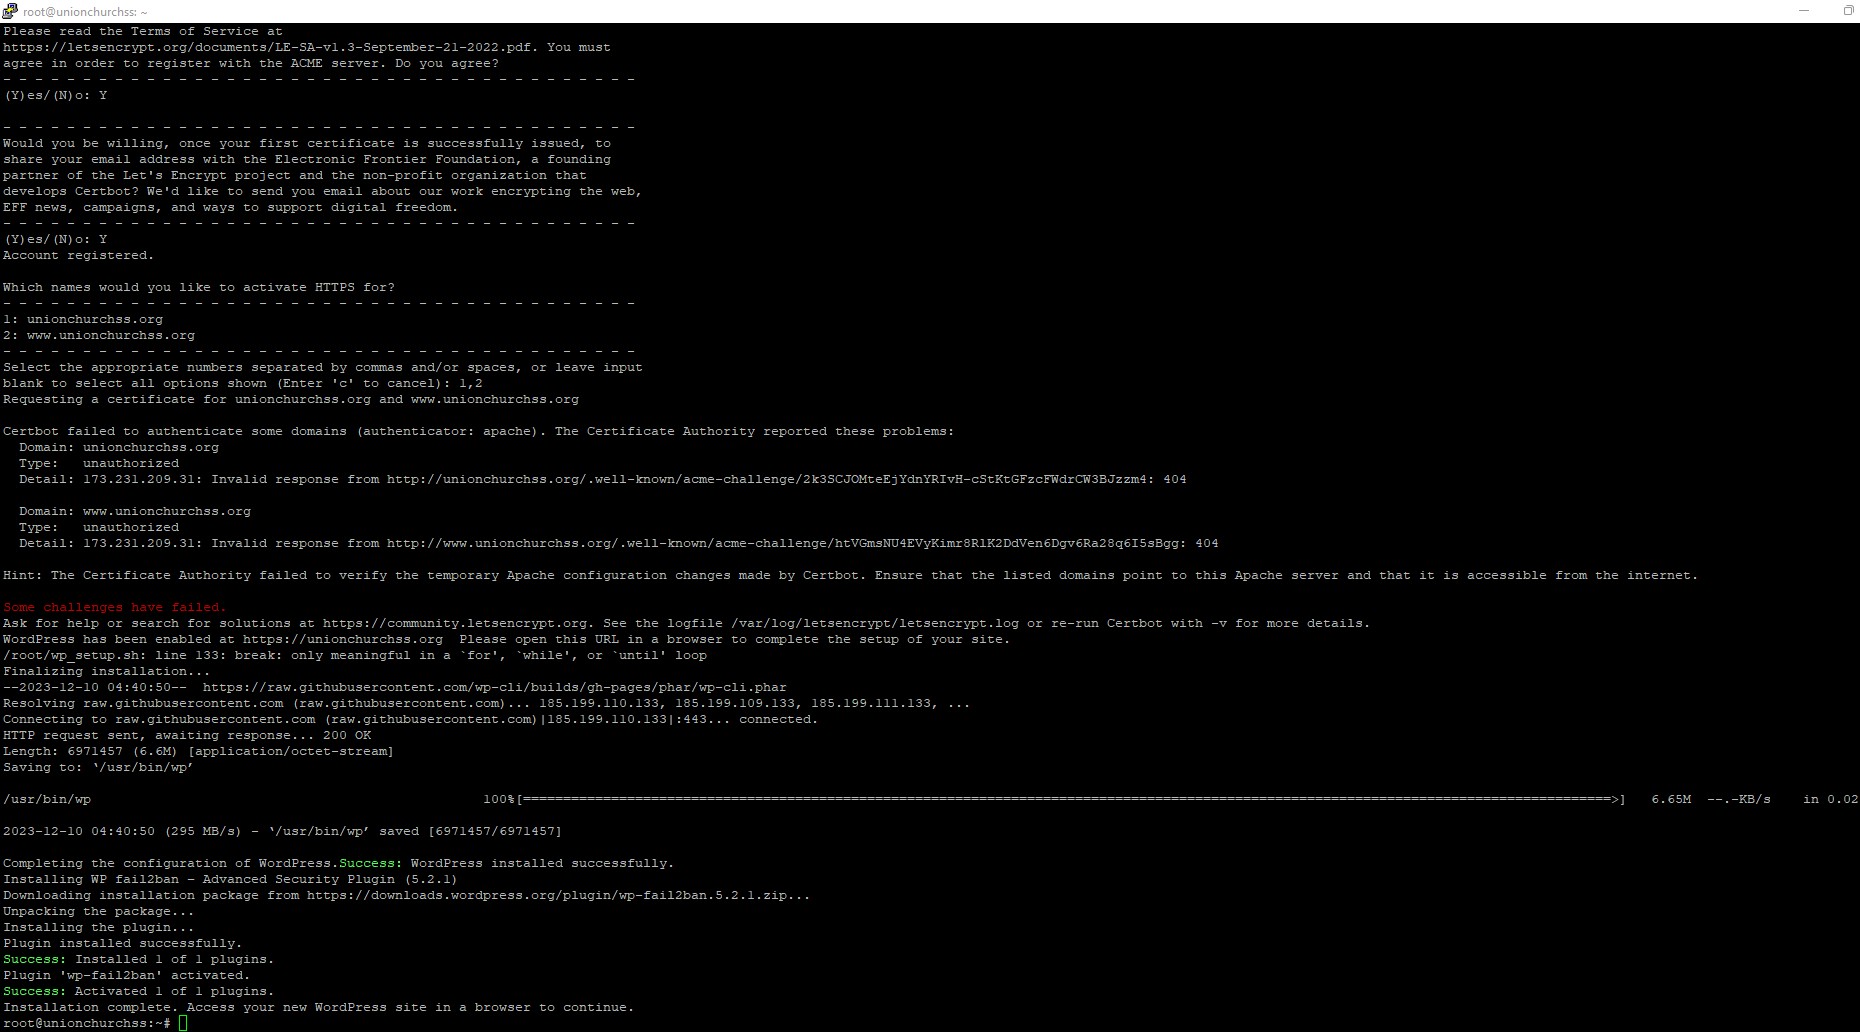 root@unionchurchss: ~
Please read the Terms of Service at
https://letsencrypt.org/documents/LE-SA-v1.3-September-21-2022.pdf. You must
agree in order to register with the ACME server. Do you agree?
- - - - - - - - - - - - - - - - - - - - - - - - - - - - - - - - - - - - - - - -
(Y)es/(N)o: Y
- - - - - - - - - - - - - - - - - - - - - - - - - - - - - - - - - - - - - - - -
Would you be willing, once your first certificate is successfully issued, to
share your email address with the Electronic Frontier Foundation, a founding
partner of the Let's Encrypt project and the non-profit organization that
develops Certbot? We'd like to send you email about our work encrypting the web,
EFF news, campaigns, and ways to support digital freedom.
- - - - - - - - - - - - - - - - - - - - - - - - - - - - - - - - - - - - - - - -
(Y)es/(N)o: Y
Account registered.
Which names would you like to activate HTTPS for?
- - - - - - - - - - - - - - - - - - - - - - - - - - - - - - - - - - - - - - - -
1: unionchurchss.org
2: www.unionchurchss.org
- - - - - - - - - - - - - - - - - - - - - - - - - - - - - - - - - - - - - - - -
Select the appropriate numbers separated by commas and/or spaces, or leave input
blank to select all options shown (Enter 'c' to cancel): 1,2
Requesting a certificate for unionchurchss.org and www.unionchurchss.org
Certbot failed to authenticate some domains (authenticator: apache). The Certificate Authority reported these problems:
Domain: unionchurchss.org
Type:   unauthorized
Detail: 173.231.209.31: Invalid response from http://unionchurchss.org/.well-known/acme-challenge/2k3SCJOMteEjYdnYRIvH-cStKtGFzcFWdrCW3BJzzm4: 404
Domain: www.unionchurchss.org
Type:   unauthorized
Detail: 173.231.209.31: Invalid response from http://www.unionchurchss.org/.well-known/acme-challenge/htVGmsNU4EVyKimr8RlK2DdVen6Dgv6Ra28q6I5sBgg: 404
Hint: The Certificate Authority failed to verify the temporary Apache configuration changes made by Certbot. Ensure that the listed domains point to this Apache server and that it is accessible from the internet.
Some challenges have failed.
Ask for help or search for solutions at https://community.letsencrypt.org. See the logfile /var/log/letsencrypt/letsencrypt.log or re-run Certbot with -v for more details.
WordPress has been enabled at https://unionchurchss.org  Please open this URL in a browser to complete the setup of your site.
/root/wp_setup.sh: line 133: break: only meaningful in a `for', `while', or `until' loop
Finalizing installation...
--2023-12-10 04:40:50--  https://raw.githubusercontent.com/wp-cli/builds/gh-pages/phar/wp-cli.phar
Resolving raw.githubusercontent.com (raw.githubusercontent.com)... 185.199.110.133, 185.199.109.133, 185.199.111.133, ...
Connecting to raw.githubusercontent.com (raw.githubusercontent.com)|185.199.110.133|:443... connected.
HTTP request sent, awaiting response... 200 OK
Length: 6971457 (6.6M) [application/octet-stream]
Saving to: ‘/usr/bin/wp’
/usr/bin/wp 100%[=====================================================================================================================================>] 6.65M --.-KB/s in 0.02
2023-12-10 04:40:50 (295 MB/s) - ‘/usr/bin/wp’ saved [6971457/6971457]
Completing the configuration of WordPress.Success: WordPress installed successfully.
Installing WP fail2ban – Advanced Security Plugin (5.2.1)
Downloading installation package from https://downloads.wordpress.org/plugin/wp-fail2ban.5.2.1.zip...
Unpacking the package...
Installing the plugin...
Plugin installed successfully.
Success: Installed 1 of 1 plugins.
Plugin 'wp-fail2ban' activated.
Success: Activated 1 of 1 plugins.
Installation complete. Access your new WordPress site in a browser to continue.
root@unionchurchss:~#